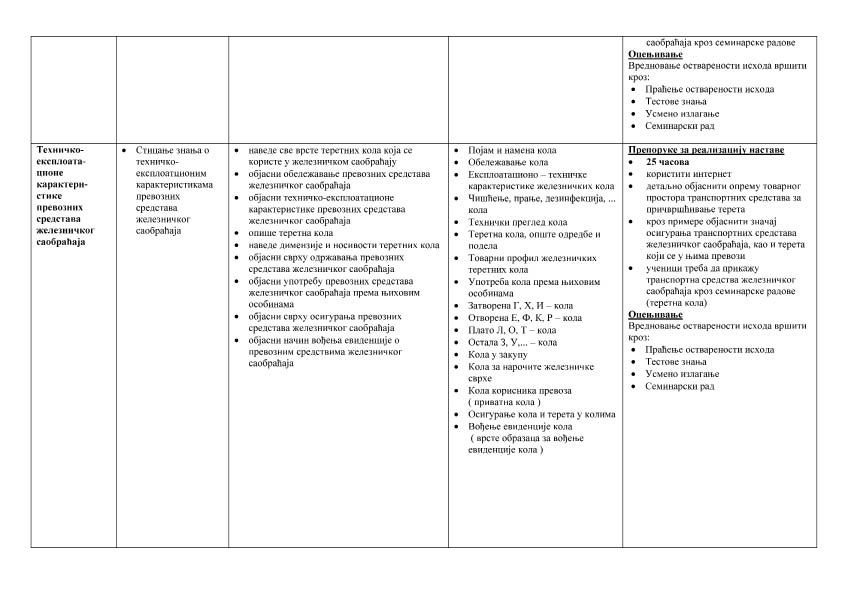 саобраћаја кроз семинарске радове
Оцењивање
Вредновање остварености исхода вршити
кроз:
• Праћење остварености исхода
• Тестове знања
• Усмено излагање
• Семинарски рад
Техничко-
експлоата-
ционе
карактери-
стике
превозних
средстава
железничког
саобраћаја
• Стицање знања о
техничко-
експлоатционим
карактеристикама
превозних
средстава
железничког
саобраћаја
• наведе све врсте теретних кола која се
користе у железничком саобраћају
• објасни обележавање превозних средстава
железничког саобраћаја
• објасни техничко-експлоатационе
карактеристике превозних средстава
железничког саобраћаја
• опише теретна кола
• наведе димензије и носивости теретних кола
• објасни сврху одржавања превозних
средстава железничког саобраћаја
• објасни употребу превозних средстава
железничког саобраћаја према њиховим
особинама
• објасни сврху осигурања превозних
средстава железничког саобраћаја
• објасни начин вођења евиденције о
превозним средствима железничког
саобраћаја
• Појам и намена кола
• Обележавање кола
• Експлоатационо – техничке
карактеристике железничких кола
• Чишћење, прање, дезинфекција, ...
кола
• Технички преглед кола
• Теретна кола, опште одредбе и
подела
• Товарни профил железничких
теретних кола
• Употреба кола према њиховим
особинама
• Затворена Г, Х, И – кола
• Отворена Е, Ф, К, Р – кола
• Плато Л, О, Т – кола
• Остала З, У,... – кола
• Кола у закупу
• Кола за нарочите железничке
сврхе
• Кола корисника превоза
( приватна кола )
• Осигурање кола и терета у колима
• Вођење евиденције кола
( врсте образаца за вођење
евиденције кола )
Препоруке за реализацију наставе
• 25 часова
• користити интернет
• детаљно објаснити опрему товарног
простора транспортних средстава за
причвршћивање терета
• кроз примере објаснити значај
осигурања транспортних средстава
железничког саобраћаја, као и терета
који се у њима превози
• ученици треба да прикажу
транспортна средства железничког
саобраћаја кроз семинарске радове
(теретна кола)
Оцењивање
Вредновање остварености исхода вршити
кроз:
• Праћење остварености исхода
• Тестове знања
• Усмено излагање
• Семинарски рад